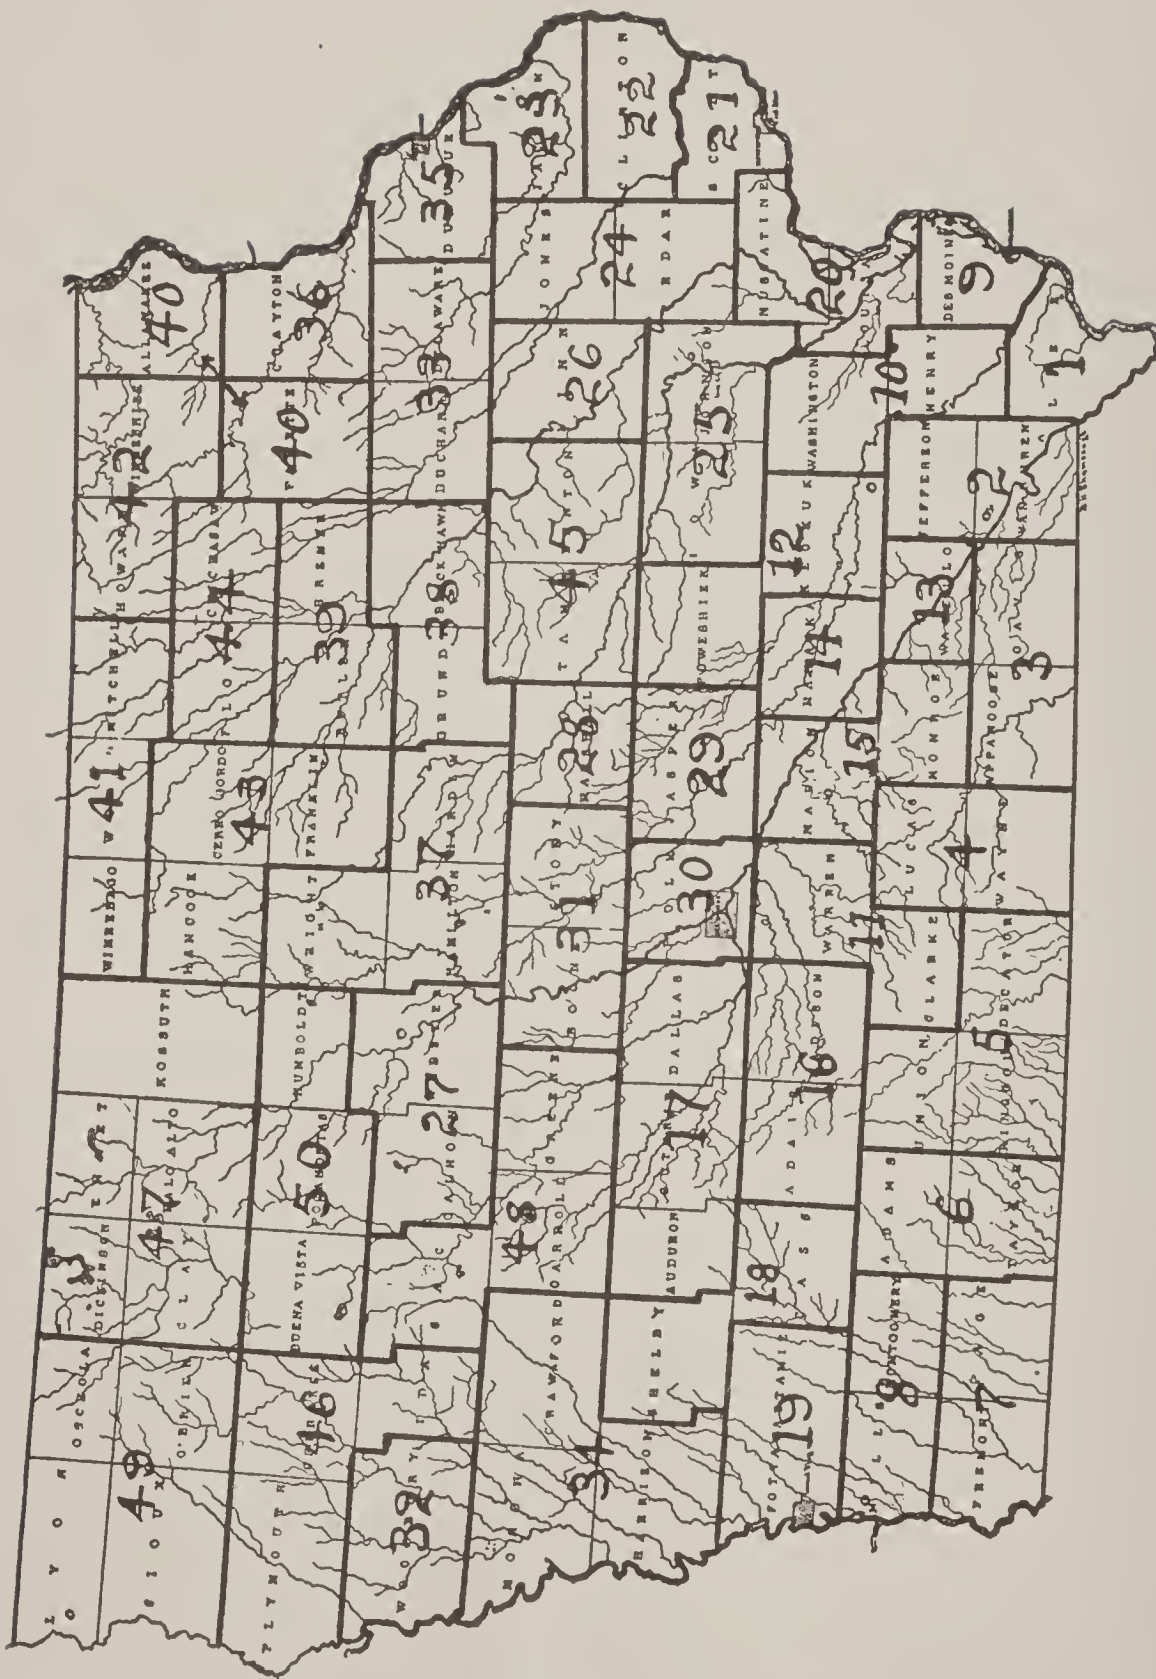 LYON
OSCEOLA
DICKINSON
EMMET
KOSSUTH
WINNEBAGO
41
MITCHELL
HOWARD
42
WINNESHIEK
ALLAMAKEE
40
49
SIOUX
O'BRIEN
CLAY
47
PALO ALTO
HANCOCK
CERRO GORDO
43
FLOYD
44
CHICKASAW
PLYMOUTH
46
CHEROKEE
BUENA VISTA
50
POCAHONTAS
HUMBOLDT
WRIGHT
FRANKLIN
BUTLER
39
BREMER
40
FAYETTE
CLAYTON
36
32
WOODBURY
IDA
SAC
CALHOUN
27
WEBSTER
HAMILTON
37
HARDIN
GRUNDY
38
BLACK HAWK
BUCHANAN
33
DELAWARE
35
DUBUQUE
MONONA
34
CRAWFORD
CARROLL
48
GREENE
BOONE
31
STORY
28
MARSHALL
TAMA
45
BENTON
LINN
26
JONES
JACKSON
23
HARRISON
SHELBY
AUDUBON
GUTHRIE
17
DALLAS
POLK
30
JASPER
29
POWESHIEK
IOWA
25
JOHNSON
CEDAR
24
CLINTON
22
SCOTT
21
POTTAWATTAMIE
19
CASS
18
ADAIR
16
MADISON
WARREN
11
MARION
15
MAHASKA
14
KEOKUK
12
WASHINGTON
MUSCATINE
20
LOUISA
MILLS
8
MONTGOMERY
ADAMS
UNION
CLARKE
LUCAS
MONROE
WAPELLO
13
JEFFERSON
HENRY
10
DES MOINES
9
FREMONT
7
PAGE
TAYLOR
6
RINGGOLD
5
DECATUR
WAYNE
4
APPANOOSE
3
DAVIS
VAN BUREN
2
LEE
1